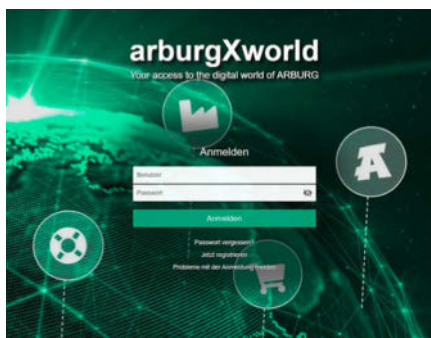 arburgXworld
Your access to the digital world of ARBURG
Anmelden
Benutzer
Passwort
Anmelden
Passwort vergessen?
Jetzt registrieren
Probleme mit der Anmeldung melden